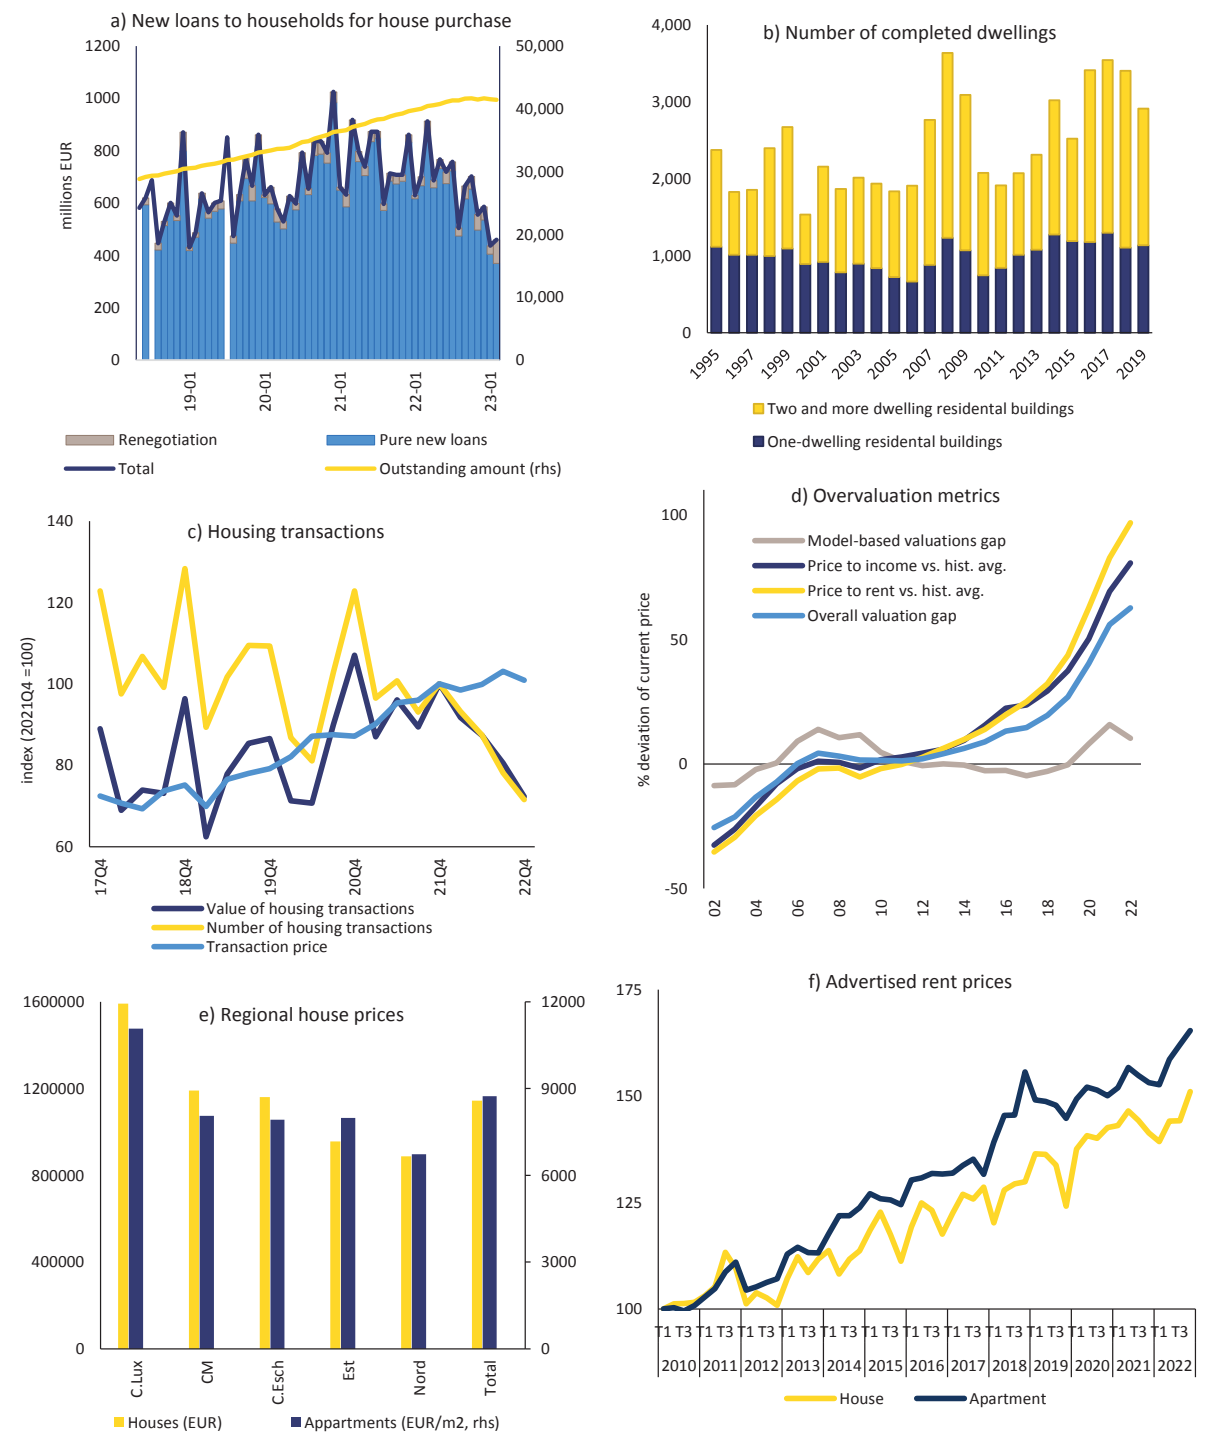 a) New loans to households for house purchase
1200
1000
800
600
400
200
0
millions EUR
50,000
40,000
30,000
20,000
10,000
0
19-01
20-01
21-01
22-01
23-01
Renegotiation
Pure new loans
Total
Outstanding amount (rhs)
b) Number of completed dwellings
4,000
3,000
2,000
1,000
0
1995
1997
1999
2001
2003
2005
2007
2009
2011
2013
2015
2017
2019
Two and more dwelling residental buildings
One-dwelling residental buildings
c) Housing transactions
140
120
100
80
60
index (2021Q4 =100)
17Q4
18Q4
19Q4
20Q4
21Q4
22Q4
Value of housing transactions
Number of housing transactions
Transaction price
d) Overvaluation metrics
100
50
0
-50
% deviation of current price
Model-based valuations gap
Price to income vs. hist. avg.
Price to rent vs. hist. avg.
Overall valuation gap
02
04
06
08
10
12
14
16
18
20
22
e) Regional house prices
1600000
1200000
800000
400000
0
12000
9000
6000
3000
0
C.Lux
CM
C.Esch
Est
Nord
Total
Houses (EUR)
Appartments (EUR/m2, rhs)
f) Advertised rent prices
175
150
125
100
T1 T3 T1 T3 T1 T3 T1 T3 T1 T3 T1 T3 T1 T3 T1 T3 T1 T3 T1 T3 T1 T3 T1 T3 T1 T3
2010 2011 2012 2013 2014 2015 2016 2017 2018 2019 2020 2021 2022
House
Apartment